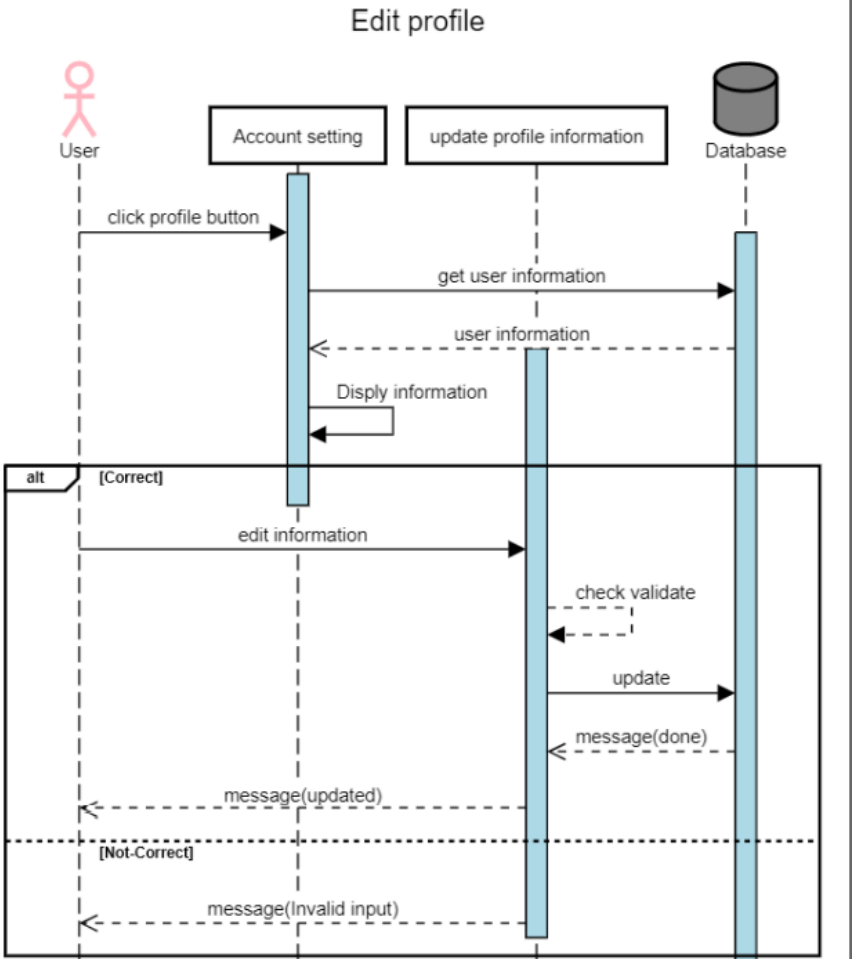 Edit profile
User
Account setting
update profile information
Database
click profile button
get user information
user information
Disply information
alt
[Correct]
edit information
check validate
update
message(done)
message(updated)
[Not-Correct]
message(Invalid input)